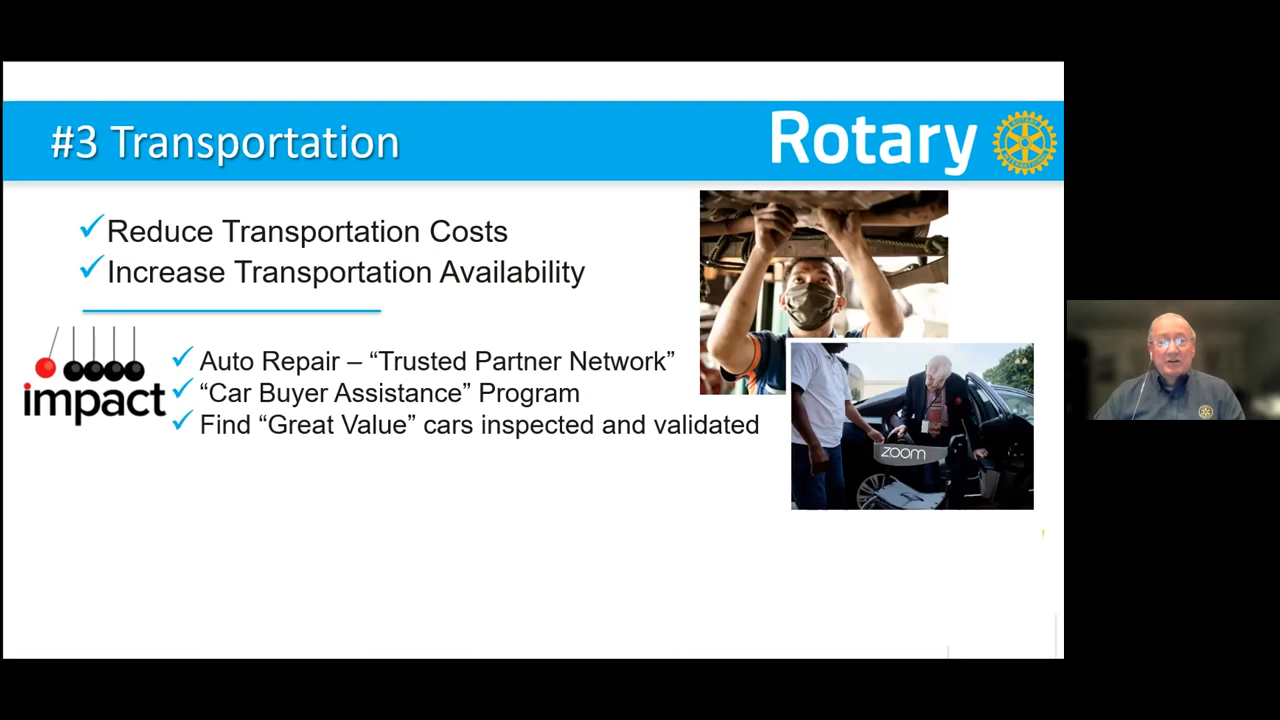 #3 Transportation
Rotary
Reduce Transportation Costs
Increase Transportation Availability
impact
Auto Repair – “Trusted Partner Network”
“Car Buyer Assistance” Program
Find “Great Value” cars inspected and validated
zoom